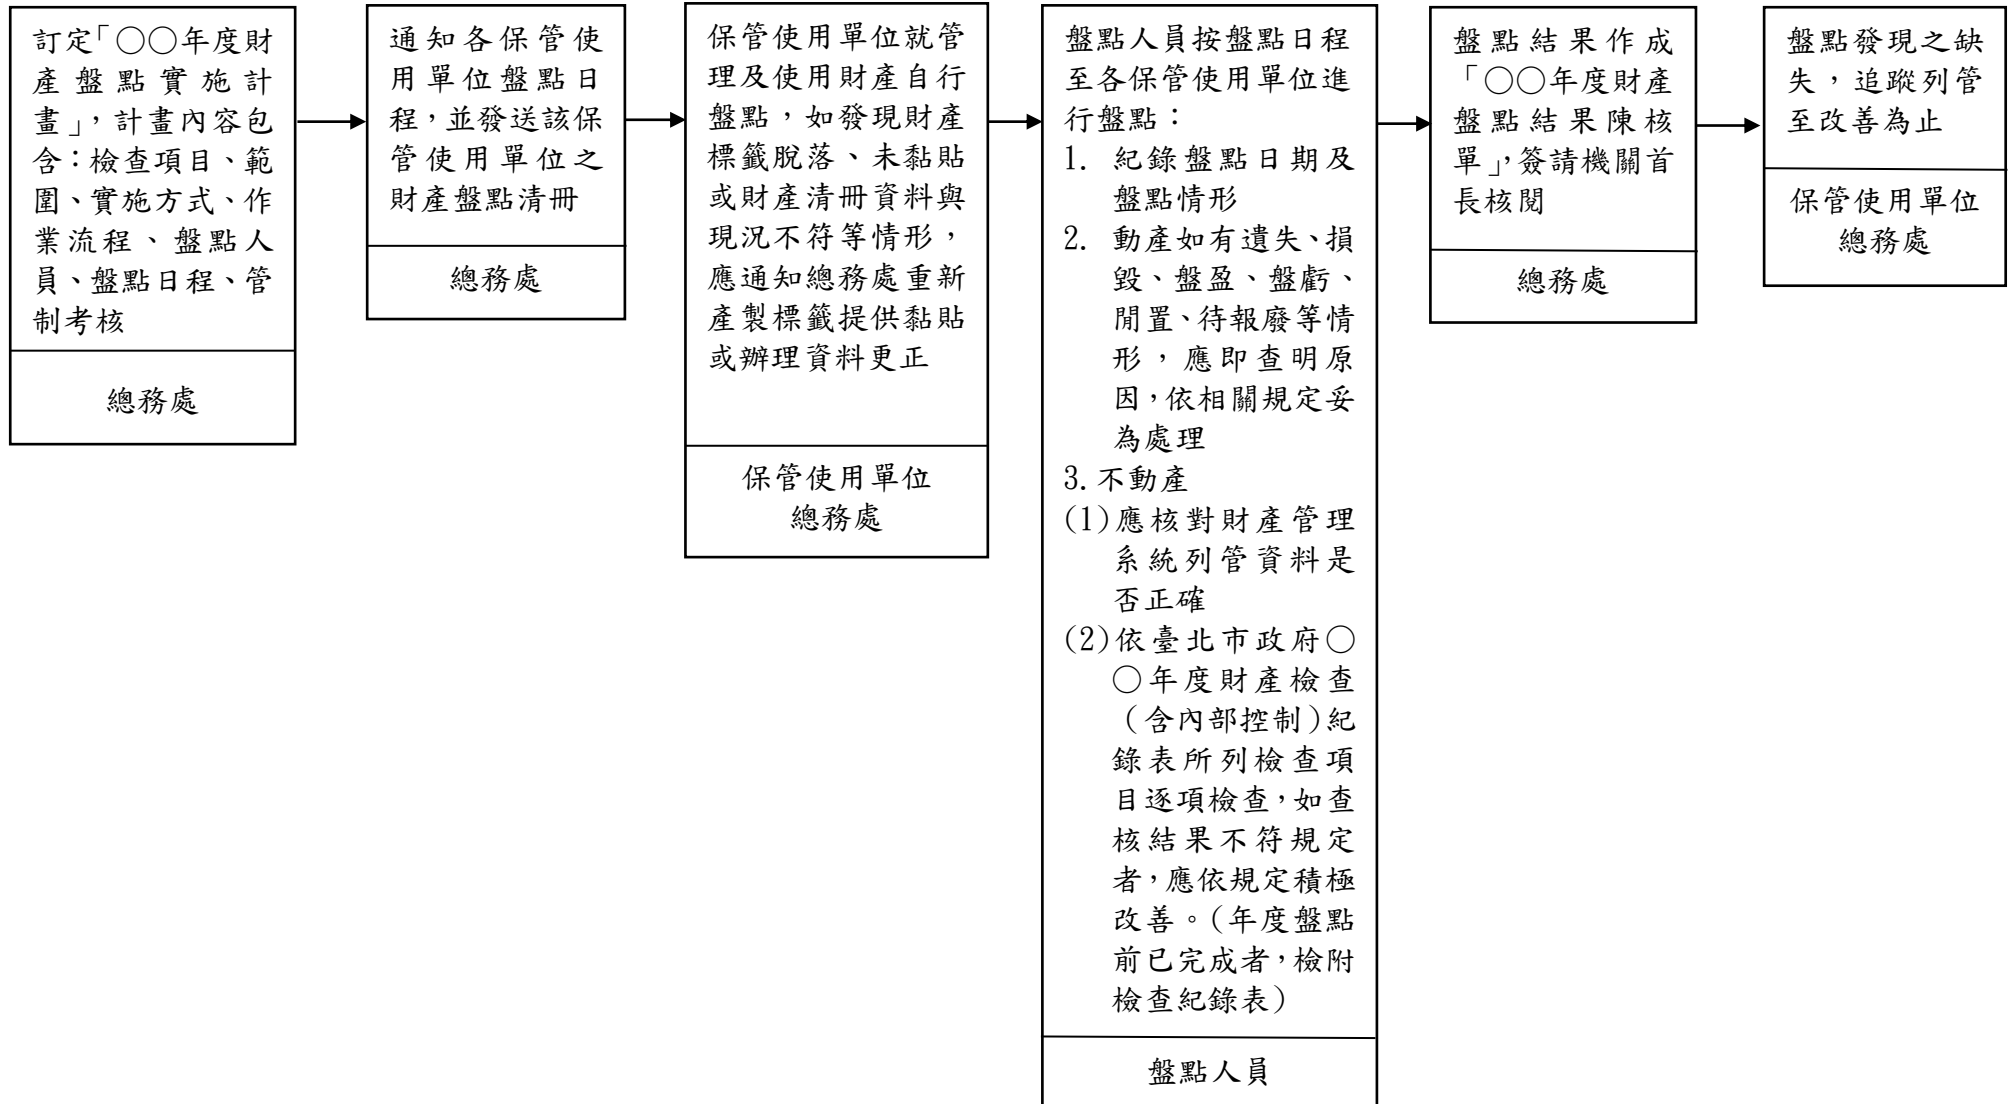 訂定「○○年度財
產盤點實施計
畫」，計畫內容包
含：檢查項目、範
圍、實施方式、作
業流程、盤點人
員、盤點日程、管
制考核
總務處
通知各保管使
用單位盤點日
程，並發送該保
管使用單位之
財產盤點清冊
總務處
保管使用單位就管
理及使用財產自行
盤點，如發現財產
標籤脫落、未黏貼
或財產清冊資料與
現況不符等情形，
應通知總務處重新
產製標籤提供黏貼
或辦理資料更正
保管使用單位
總務處
盤點人員按盤點日程
至各保管使用單位進
行盤點：
1. 紀錄盤點日期及
盤點情形
2. 動產如有遺失、損
毀、盤盈、盤虧、
閒置、待報廢等情
形，應即查明原
因，依相關規定妥
為處理
3.不動產
(1)應核對財產管理
系統列管資料是
否正確
(2)依臺北市政府○
○年度財產檢查
（含內部控制）紀
錄表所列檢查項
目逐項檢查，如查
核結果不符規定
者，應依規定積極
改善。（年度盤點
前已完成者，檢附
檢查紀錄表）
盤點人員
盤點結果作成
「○○年度財產
盤點結果陳核
單」，簽請機關首
長核閱
總務處
盤點發現之缺
失，追蹤列管
至改善為止
保管使用單位
總務處